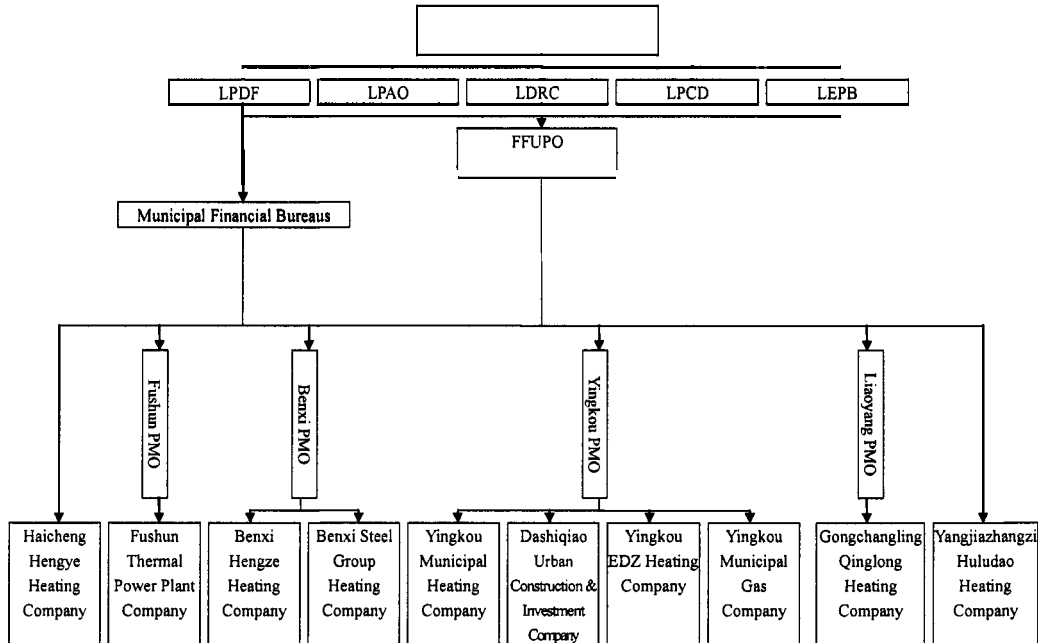 LPDF
LPAO
LDRC
LPCD
LEPB
FFUPO
Municipal Financial Bureaus
Fushun PMO
Benxi PMO
Yingkou PMO
Liaoyang PMO
Haicheng
Hengye
Heating
Company
Fushun
Thermal
Power Plant
Company
Benxi
Hengze
Heating
Company
Benxi Steel
Group
Heating
Company
Yingkou
Municipal
Heating
Company
Dashiqiao
Urban
Construction &
Investment
Company
Yingkou
EDZ Heating
Company
Yingkou
Municipal
Gas
Company
Gongchangling
Qinglong
Heating
Company
Yangjiazhangzi
Huludao
Heating
Company